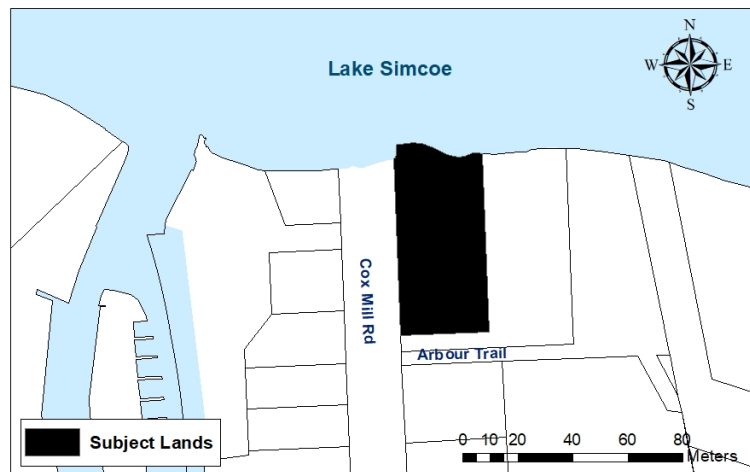 Lake Simcoe
N
W E
S
Cox Mill Rd
Arbour Trail
Subject Lands
0 10 20 40 60 80
Meters